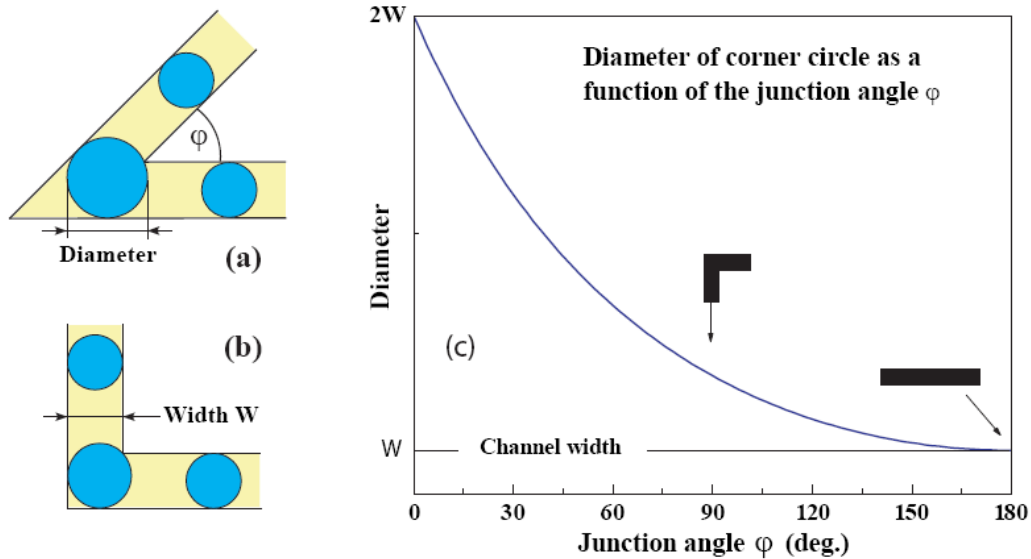 φ
Diameter
(a)
(b)
Width W
2W
Diameter of corner circle as a
function of the junction angle φ
Diameter
(c)
W
Channel width
0
30
60
90
120
150
180
Junction angle φ (deg.)